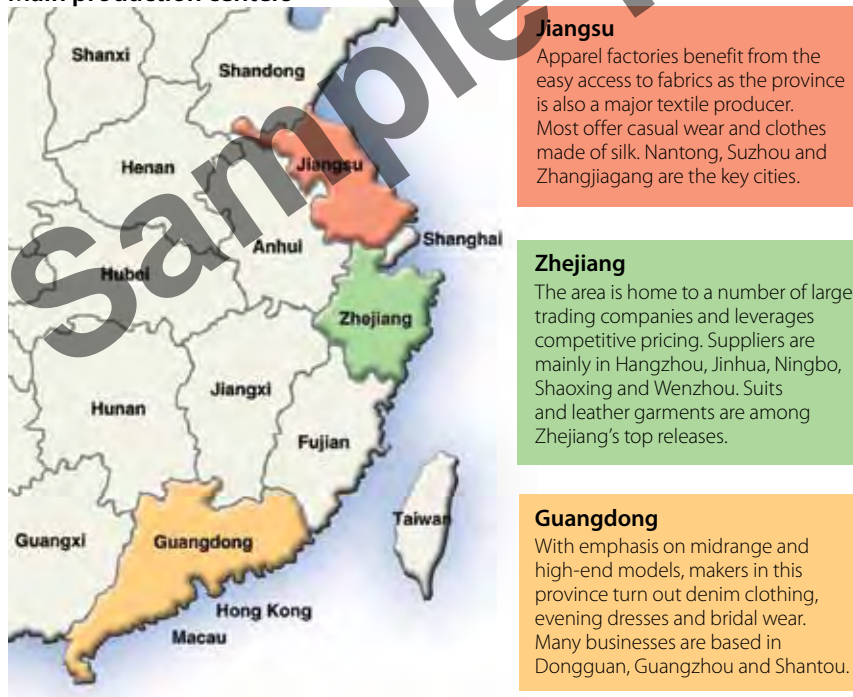 Main production centers
Shanxi
Shandong
Henan
Jiangsu
Anhui
Shanghai
Hubei
Zhejiang
Hunan
Jiangxi
Fujian
Guangxi
Guangdong
Taiwan
Hong Kong
Macau
Sample
Jiangsu
Apparel factories benefit from the
easy access to fabrics as the province
is also a major textile producer.
Most offer casual wear and clothes
made of silk. Nantong, Suzhou and
Zhangjiagang are the key cities.
Zhejiang
The area is home to a number of large
trading companies and leverages
competitive pricing. Suppliers are
mainly in Hangzhou, Jinhua, Ningbo,
Shaoxing and Wenzhou. Suits
and leather garments are among
Zhejiang's top releases.
Guangdong
With emphasis on midrange and
high-end models, makers in this
province turn out denim clothing,
evening dresses and bridal wear.
Many businesses are based in
Dongguan, Guangzhou and Shantou.